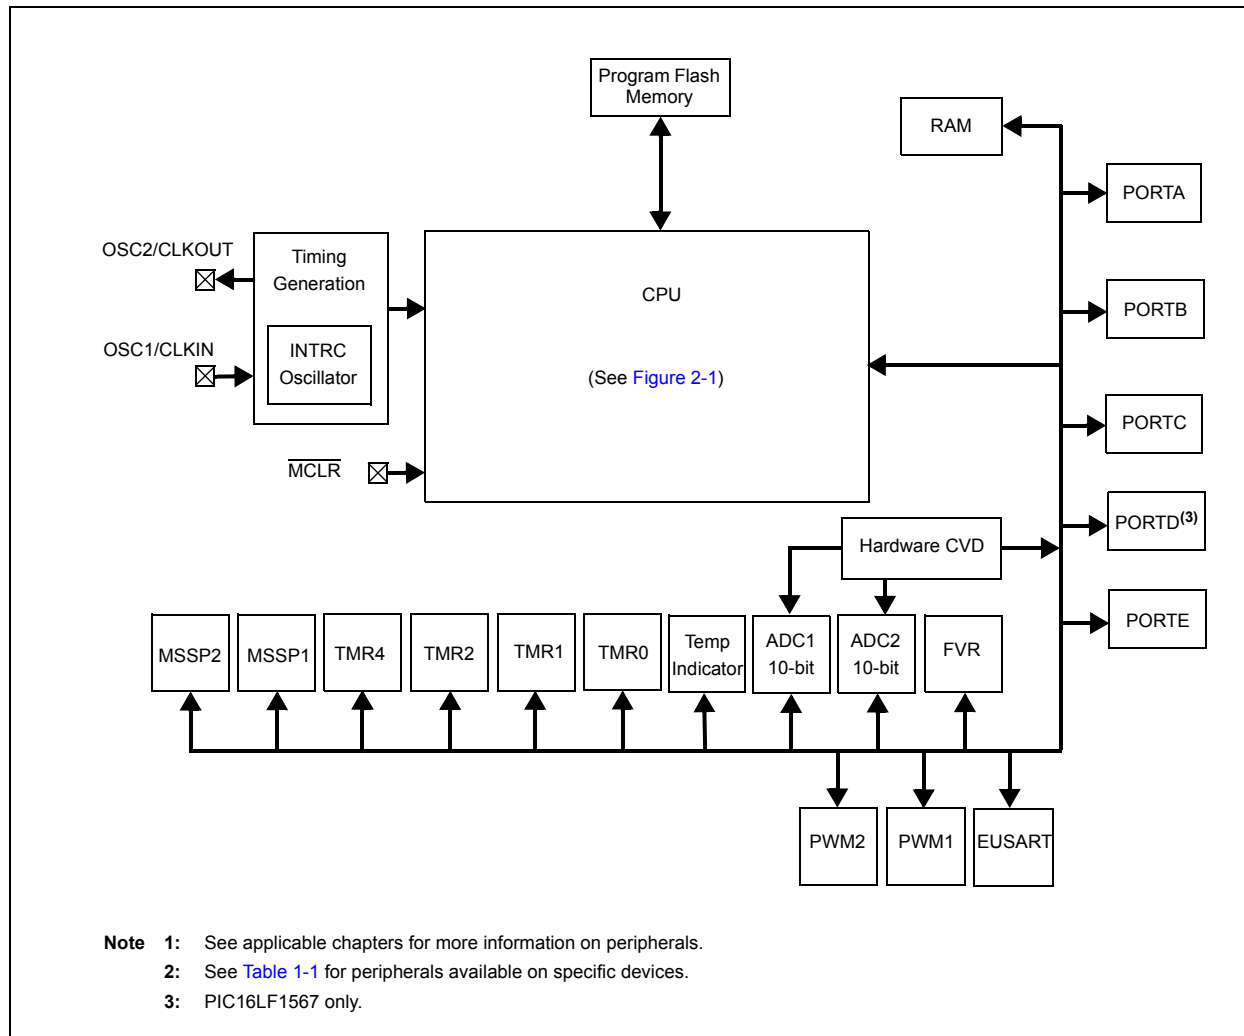 Program Flash
Memory
RAM
PORTA
OSC2/CLKOUT
Timing
Generation
CPU
PORTB
OSC1/CLKIN
INTRC
Oscillator
(See Figure 2-1)
PORTC
MCLR
PORTD(3)
Hardware CVD
PORTE
MSSP2
MSSP1
TMR4
TMR2
TMR1
TMR0
Temp
Indicator
ADC1
10-bit
ADC2
10-bit
FVR
PWM2
PWM1
EUSART
Note 1: See applicable chapters for more information on peripherals.
2: See Table 1-1 for peripherals available on specific devices.
3: PIC16LF1567 only.